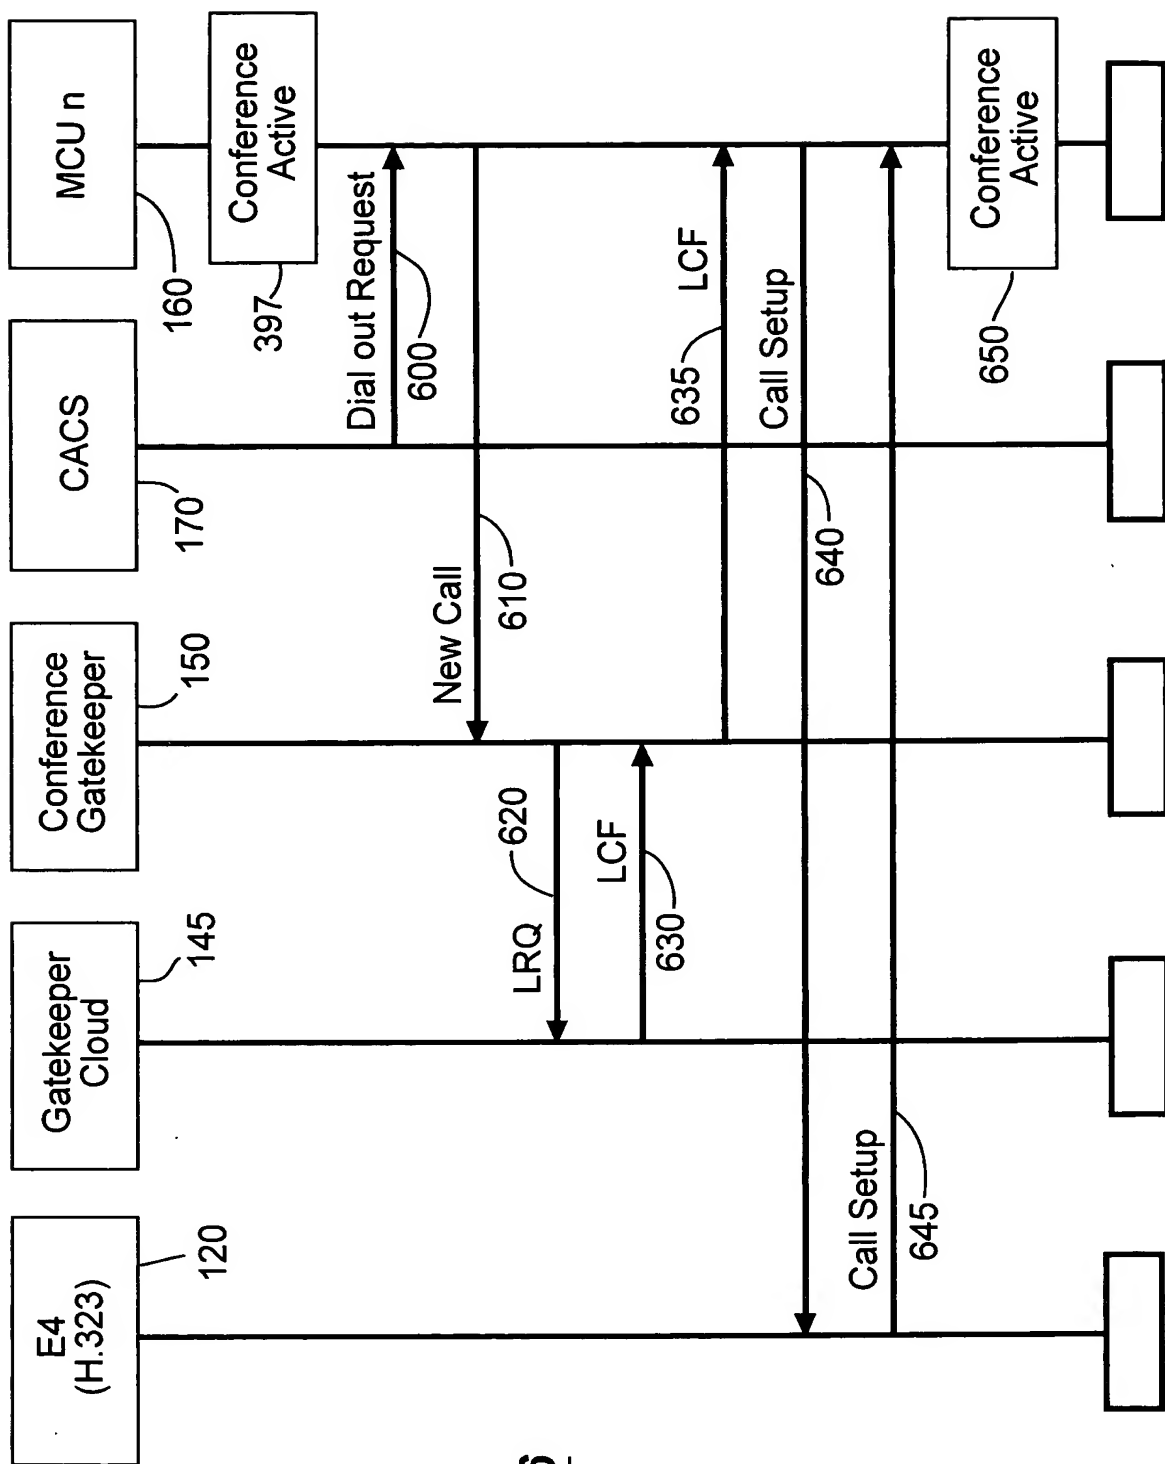 E4
(H.323)
120
Gatekeeper
Cloud
145
Conference
Gatekeeper
150
CACS
170
MCU n
160
Conference
Active
397
Dial out Request
600
New Call
610
LRQ
620
LCF
630
LCF
635
Call Setup
640
Call Setup
645
Conference
Active
650